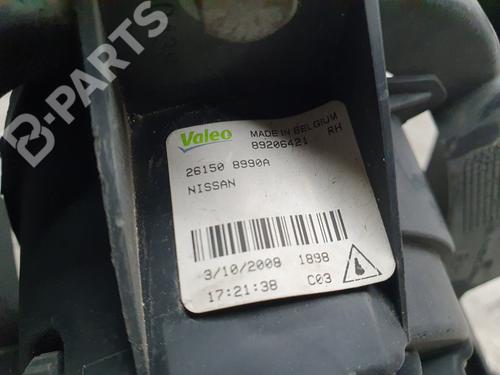 B-PARTS
Valeo
MADE IN BELGIUM
89206421 RH
26150 8990A
NISSAN
3/10/2008 1898
17:21:38 C03